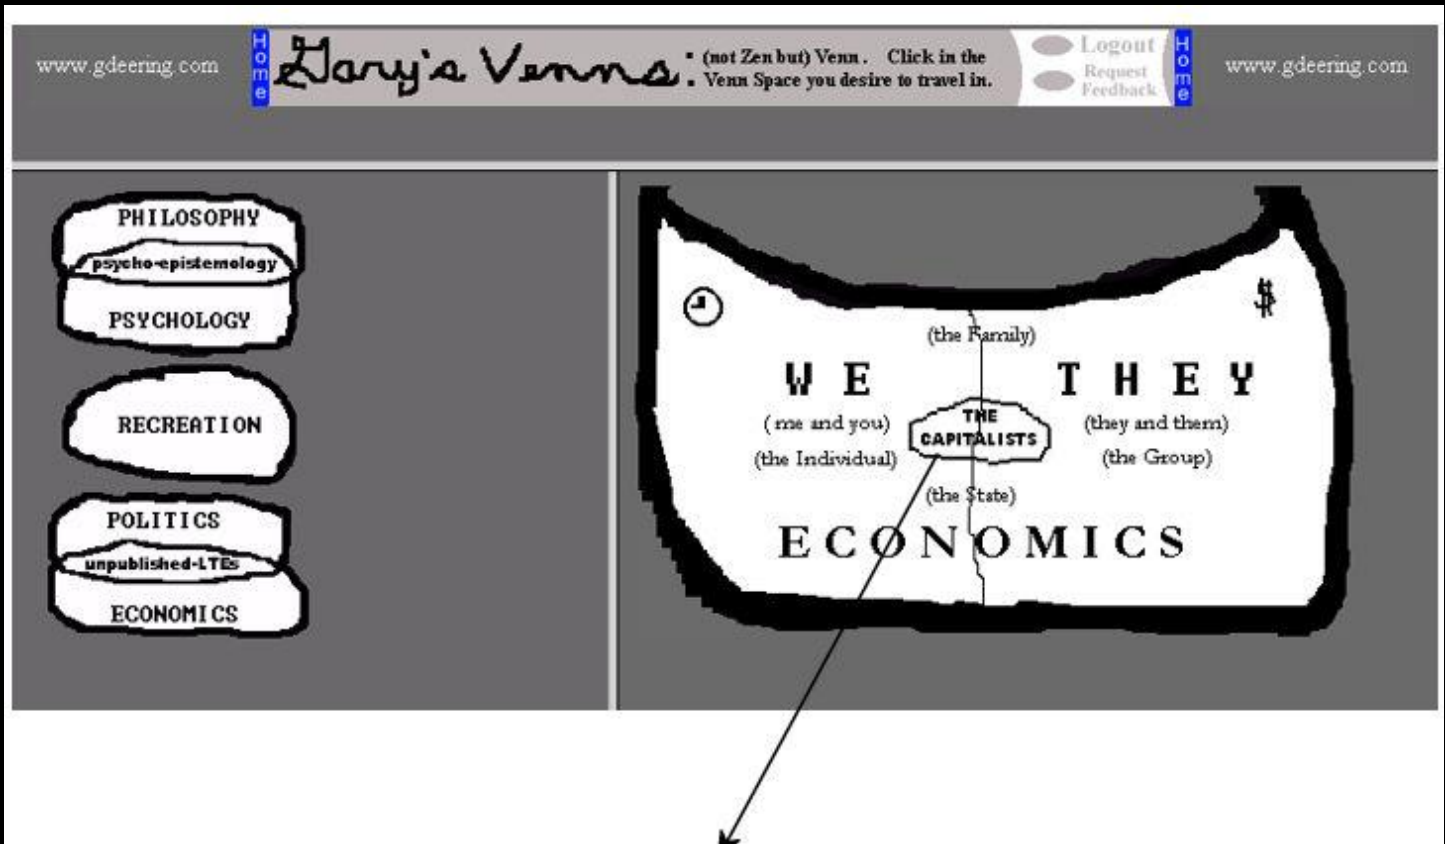 www.gdeering.com
Home
Gary's Venns : (not Zen but) Venn. Click in the
Venn Space you desire to travel in.
Logout
Request
Feedback
Home
www.gdeering.com
PHILOSOPHY
psycho-epistemology
PSYCHOLOGY
RECREATION
POLITICS
unpublished-LTEs
ECONOMICS
$
(the Family)
WE THEY
(me and you) THE CAPITALISTS (they and them)
(the Individual) (the Group)
(the $tate)
ECONOMICS